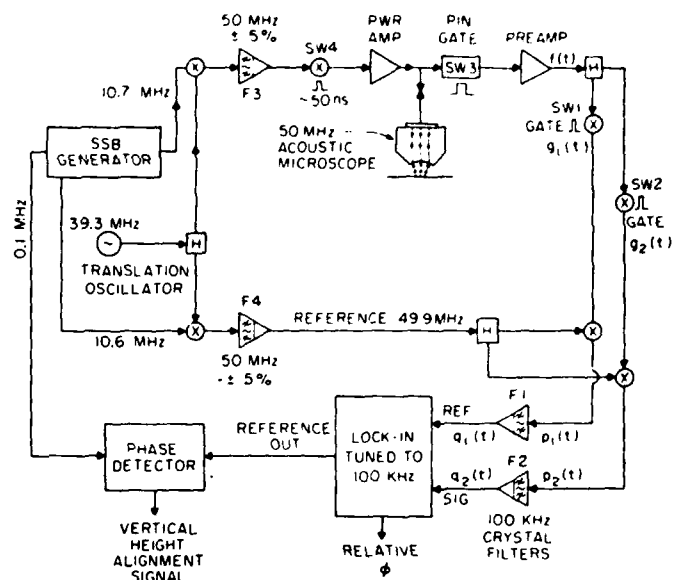 50 MHz
± 5%
F3
SW4
~50ns
PWR
AMP
PIN
GATE
SW3
PREAMP
f(t)
H
10.7 MHz
SSB
GENERATOR
50 MHz
ACOUSTIC
MICROSCOPE
SW1
GATE
g₁(t)
SW2
GATE
g₂(t)
0.1 MHz
39.3 MHz
~
H
TRANSLATION
OSCILLATOR
F4
REFERENCE 49.9MHz
H
10.6 MHz
50 MHz
-± 5%
PHASE
DETECTOR
REFERENCE
OUT
LOCK-IN
TUNED TO
100 KHz
REF
q₁(t)
F1
p₁(t)
q₂(t)
SIG
F2
p₂(t)
100 KHz
CRYSTAL
FILTERS
VERTICAL
HEIGHT
ALIGNMENT
SIGNAL
RELATIVE
ϕ